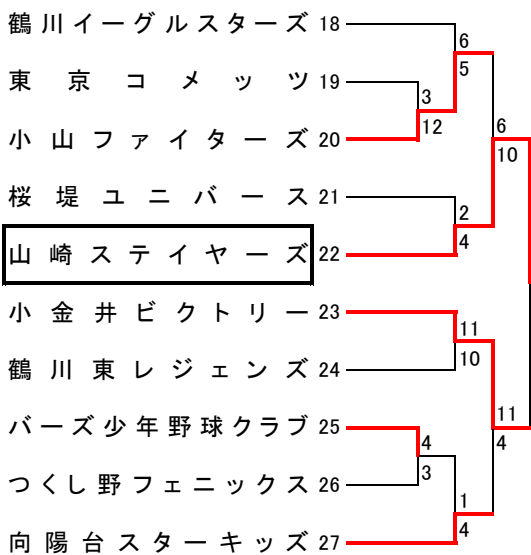 鶴川イーグルスターズ 18
6
東京コメッツ 19
5
3
小山ファイターズ 20
12
6
10
桜堤ユニバース 21
2
山崎ステイヤーズ 22
4
小金井ビクトリー 23
11
鶴川東レジェンズ 24
10
バーズ少年野球クラブ 25
11
4
4
つくし野フェニックス 26
3
1
向陽台スターキッズ 27
4